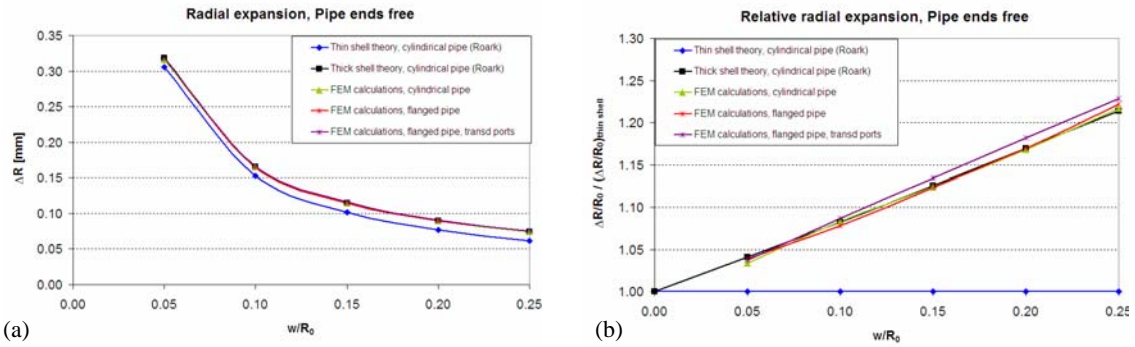 Radial expansion, Pipe ends free
0.35
0.30
0.25
0.20
0.15
0.10
0.05
0.00
ΔR [mm]
Thin shell theory, cylindrical pipe (Roark)
Thick shell theory, cylindrical pipe (Roark)
FEM calculations, cylindrical pipe
FEM calculations, flanged pipe
FEM calculations, flanged pipe, transd ports
0.00 0.05 0.10 0.15 0.20 0.25
w/R₀
(a)
Relative radial expansion, Pipe ends free
1.30
1.25
1.20
1.15
1.10
1.05
1.00
ΔR/R₀ / (ΔR/R₀)thin shell
Thin shell theory, cylindrical pipe (Roark)
Thick shell theory, cylindrical pipe (Roark)
FEM calculations, cylindrical pipe
FEM calculations, flanged pipe
FEM calculations, flanged pipe, transd ports
0.00 0.05 0.10 0.15 0.20 0.25
w/R₀
(b)